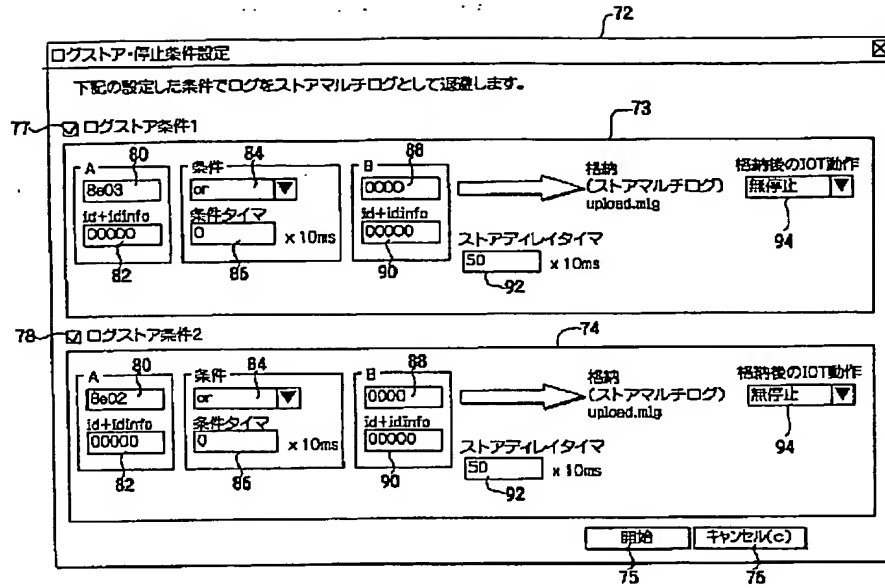 72
ログストア・停止条件設定
下記の設定した条件でログをストアマルチログとして退避します。
73
77 ログストア条件1
80 84 88
A 条件 B 格納 格納後のIOT動作
8e03 or 0000 (ストアマルチログ) 無停止
upload.mlg
id+idinfo 条件タイマ id+idinfo
00000 0 x10ms 00000 94
ストアディレイタイマ
82 86 90 50 x10ms
92
78 ログストア条件2 74
80 84 88
A 条件 B 格納 格納後のIOT動作
8e02 or 0000 (ストアマルチログ) 無停止
upload.mlg
id+idinfo 条件タイマ id+idinfo
00000 0 x10ms 00000 94
ストアディレイタイマ
82 86 90 50 x10ms
92
開始 キャンセル(c)
75 76